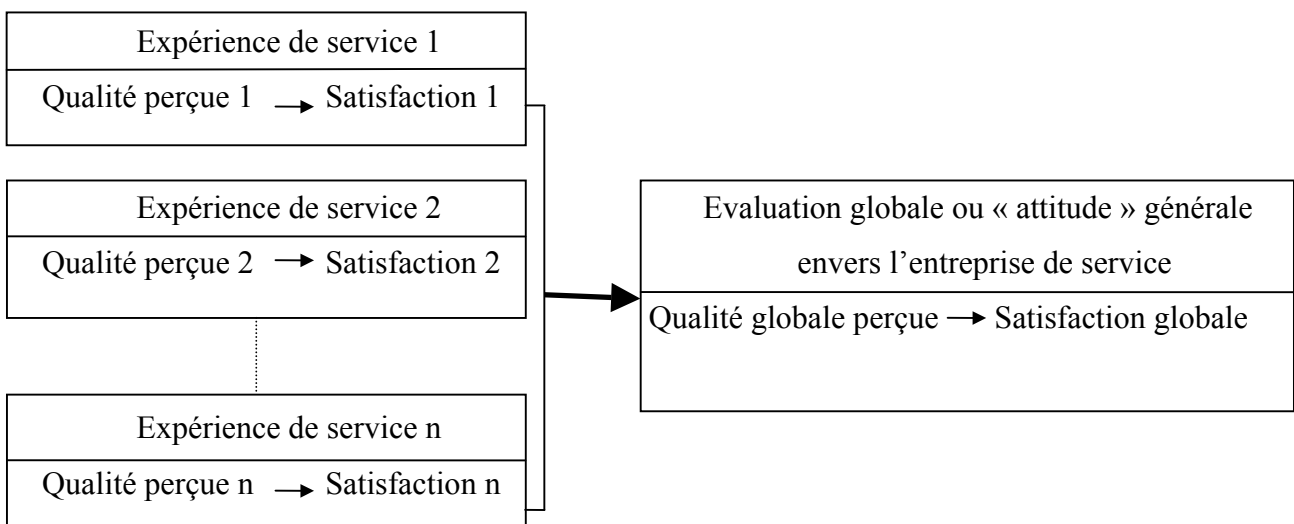 Expérience de service 1
Qualité perçue 1 → Satisfaction 1
Expérience de service 2
Qualité perçue 2 → Satisfaction 2
Expérience de service n
Qualité perçue n → Satisfaction n
Evaluation globale ou « attitude » générale
envers l’entreprise de service
Qualité globale perçue → Satisfaction globale